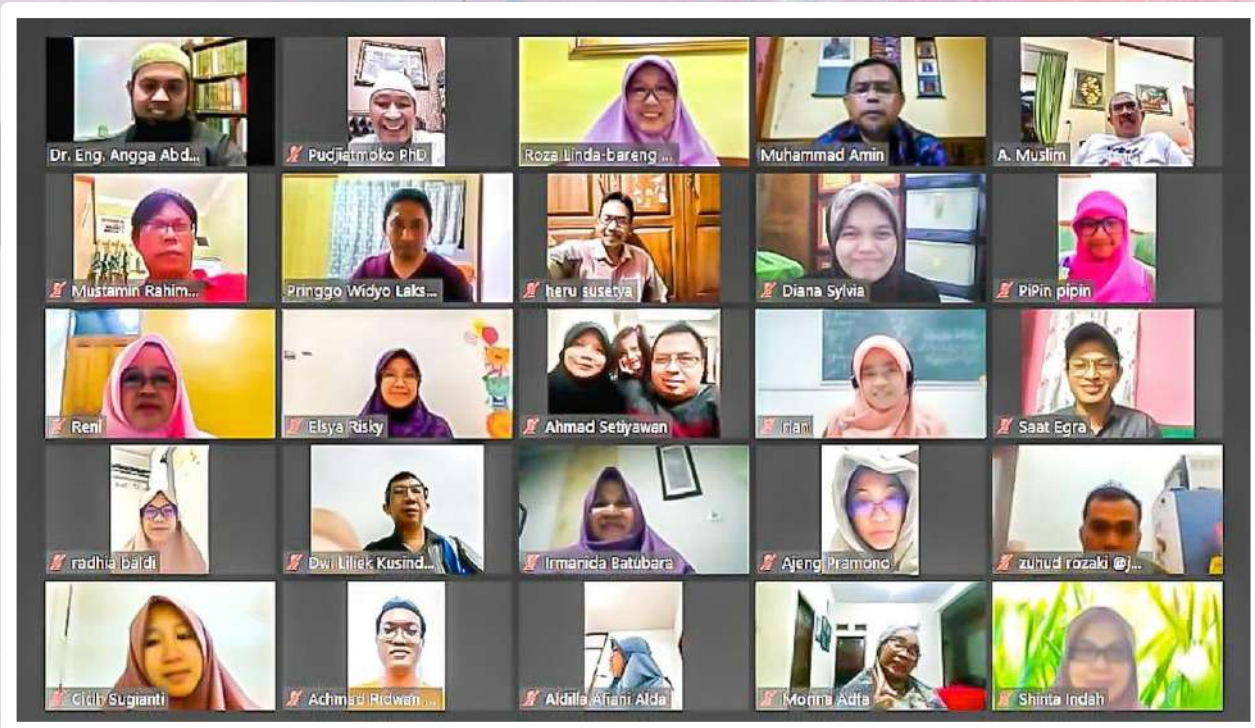 Dr. Eng. Angga Abd...
Pudjiatmoko PhD
Roza Linda-bareng ...
Muhammad Amin
A. Muslim
Mustamin Rahim...
Pringgo Widyo Laks...
heru susetya
Diana Sylvia
PiPin pipin
Reni
Elsya Risky
Ahmad Setiyawan
Saat Egra
radhia baldi
Dwi Liliek Kusind...
Irmanida Batubara
Ajeng Pramono
zuhud rozaki @j...
Cicih Sugianti
Achmad Ridwan ...
Aldilla Afiani Alda
Morina Adfa
Shinta Indah